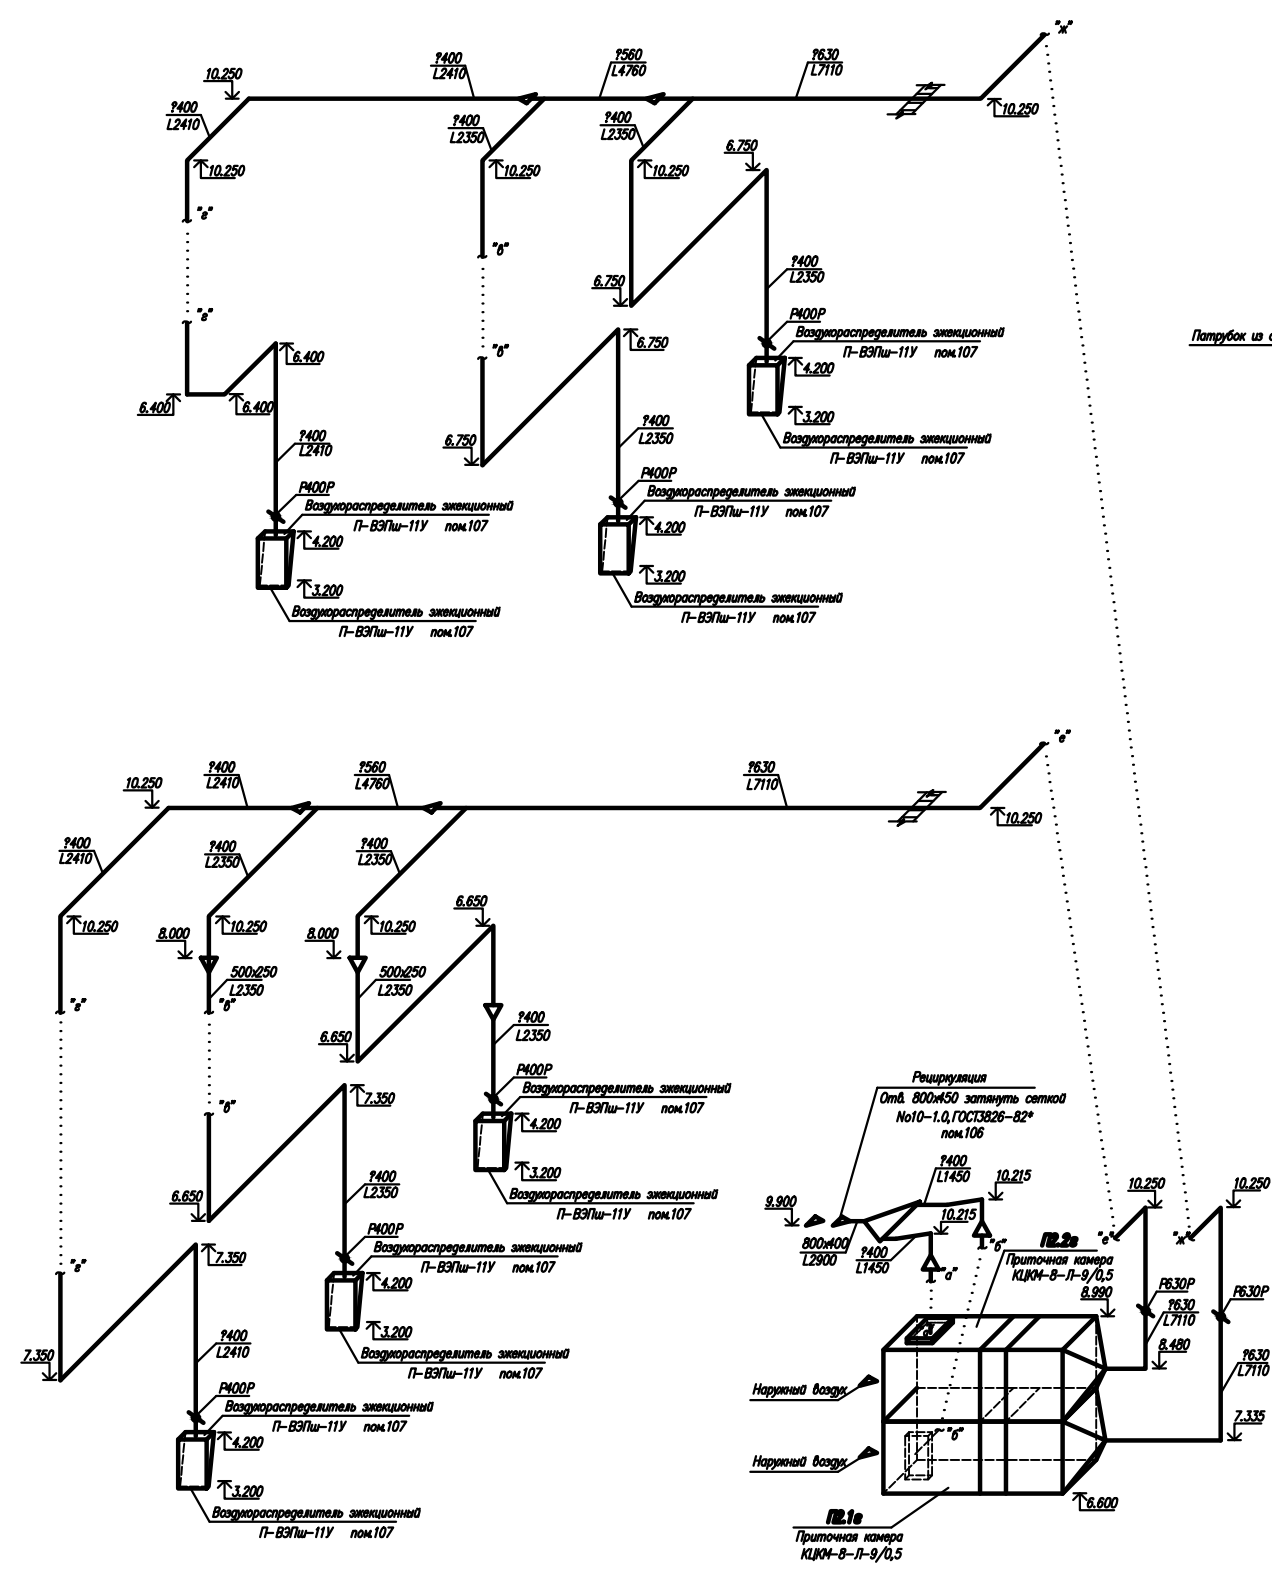 "ж"
?400
L2410
?560
L4760
?630
L7110
10.250
?400
L2410
?400
L2350
?400
L2350
10.250
6.750
10.250
10.250
10.250
"г"
"в"
?400
L2350
6.750
"г"
Р400Р
Воздухораспределитель эжекционный
П-ВЭПш-11У пом.107
Патрубок из
6.750
"в"
6.400
4.200
6.400
6.400
3.200
?400
L2350
?400
L2410
6.750
Воздухораспределитель эжекционный
П-ВЭПш-11У пом.107
Р400Р
Р400Р
Воздухораспределитель эжекционный
П-ВЭПш-11У пом.107
Воздухораспределитель эжекционный
П-ВЭПш-11У пом.107
4.200
4.200
3.200
3.200
Воздухораспределитель эжекционный
П-ВЭПш-11У пом.107
Воздухораспределитель эжекционный
П-ВЭПш-11У пом.107
"е"
?400
L2410
?560
L4760
?630
L7110
10.250
10.250
?400
L2410
?400
L2350
?400
L2350
6.650
10.250
10.250
10.250
8.000
8.000
500x250
L2350
500x250
L2350
"г"
"в"
?400
L2350
6.650
Р400Р
Воздухораспределитель эжекционный
П-ВЭПш-11У пом.107
7.350
"в"
4.200
3.200
Рециркуляция
Отв. 800x450 затянуть сеткой
No10-1.0, ГОСТ3826-82*
пом.106
?400
L1450
10.215
9.900
10.215
10.250
10.250
?400
L2350
6.650
Воздухораспределитель эжекционный
П-ВЭПш-11У пом.107
Р400Р
Воздухораспределитель эжекционный
П-ВЭПш-11У пом.107
800x400
L2900
?400
L1450
"б"
"а"
"е"
"ж"
П2.2в
Приточная камера
КЦКМ-8-Л-9/0,5
8.990
7.350
"г"
4.200
3.200
Р630Р
Р630Р
?630
L7110
8.480
?400
L2410
7.350
Воздухораспределитель эжекционный
П-ВЭПш-11У пом.107
?630
L7110
Р400Р
Воздухораспределитель эжекционный
П-ВЭПш-11У пом.107
Наружный воздух
7.335
4.200
3.200
"б"
Наружный воздух
6.600
Воздухораспределитель эжекционный
П-ВЭПш-11У пом.107
П2.1в
Приточная камера
КЦКМ-8-Л-9/0,5